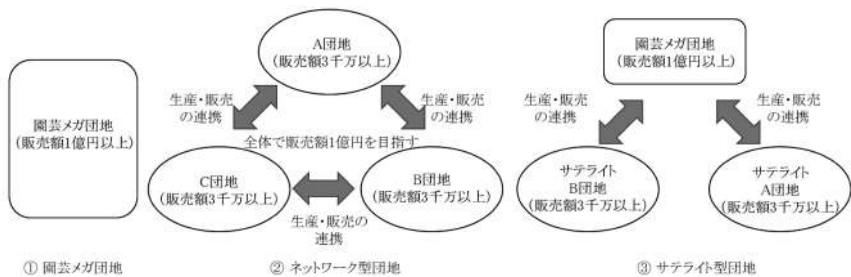 園芸メガ団地
(販売額1億円以上)
① 園芸メガ団地
A団地
(販売額3千万以上)
生産・販売
の連携
生産・販売
の連携
全体で販売額1億円を目指す
C団地
(販売額3千万以上)
B団地
(販売額3千万以上)
生産・販売の
連携
② ネットワーク型団地
園芸メガ団地
(販売額1億円以上)
生産・販売
の連携
生産・販売
の連携
サテライト
B団地
(販売額3千万以上)
サテライト
A団地
(販売額3千万以上)
③ サテライト型団地